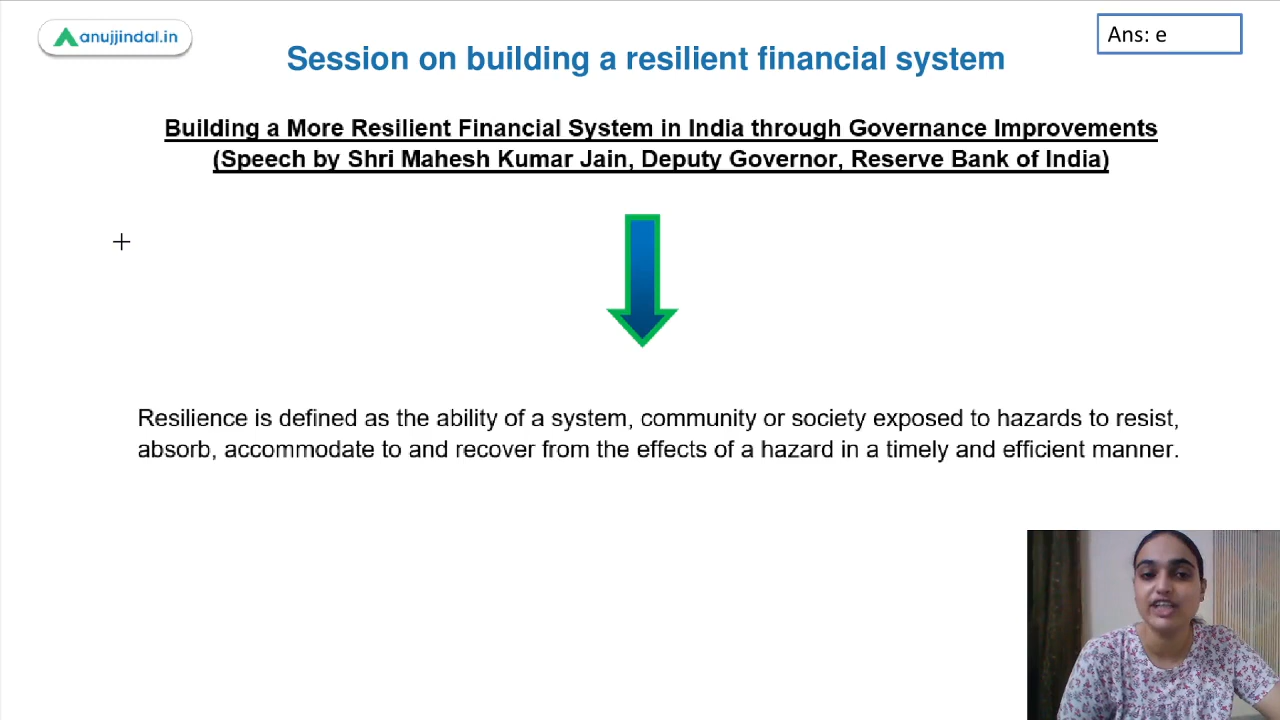 anujjindal.in
Ans: e
Session on building a resilient financial system
Building a More Resilient Financial System in India through Governance Improvements
(Speech by Shri Mahesh Kumar Jain, Deputy Governor, Reserve Bank of India)
Resilience is defined as the ability of a system, community or society exposed to hazards to resist,
absorb, accommodate to and recover from the effects of a hazard in a timely and efficient manner.